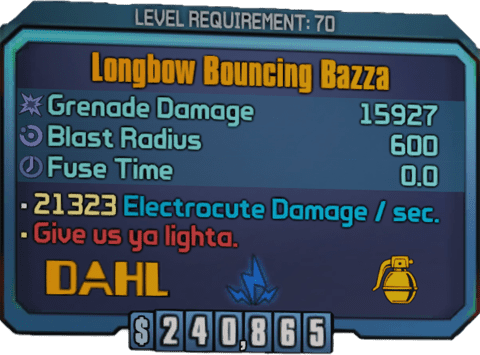 LEVEL REQUIREMENT: 70
Longbow Bouncing Bazza
Grenade Damage 15927
Blast Radius 600
Fuse Time 0.0
• 21323 Electrocute Damage / sec.
• Give us ya lighta.
DAHL
$240,865